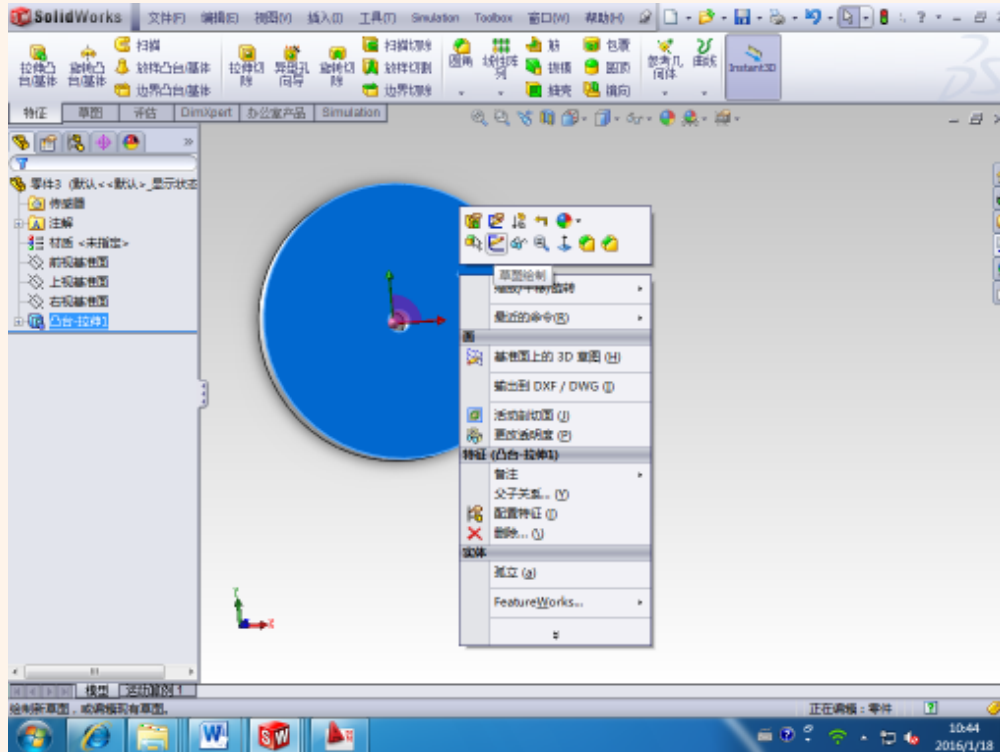 SolidWorks 文件(F) 编辑(E) 视图(V) 插入(I) 工具(T) Simulation Toolbox 窗口(W) 帮助(H)
拉伸凸台/基体
旋转凸台/基体
扫描
放样凸台/基体
边界凸台/基体
拉伸切除
异型孔向导
旋转切除
扫描切除
放样切割
边界切除
圆角
线性阵列
筋
拔模
抽壳
包覆
圆顶
镜向
参考几何体
曲线
Instant3D
特征 草图 评估 DimXpert 办公室产品 Simulation
零件3 (默认<<默认>_显示状态
传感器
注解
材质 <未指定>
前视基准面
上视基准面
右视基准面
凸台-拉伸1
草图绘制
缩放/平移/旋转
最近的命令(R)
面
基准面上的 3D 草图 (H)
输出到 DXF / DWG
活动剖切面 (J)
更改透明度 (P)
特征 (凸台-拉伸1)
替注
父子关系... (Y)
配置特征
删除...
实体
孤立
FeatureWorks...
模型 运动算例 1
绘制新草图，或编辑现有草图。
正在编辑：零件
10:44
2016/1/18